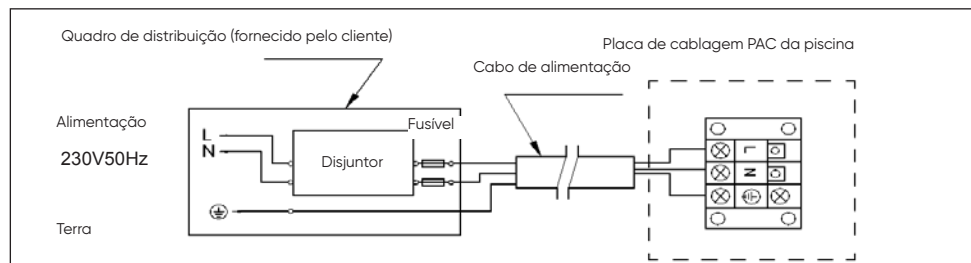 Quadro de distribuição (fornecido pelo cliente)
Placa de cablagem PAC da piscina
Cabo de alimentação
Alimentação
Fusível
L
N
230V50Hz
Disjuntor
Terra
L
N